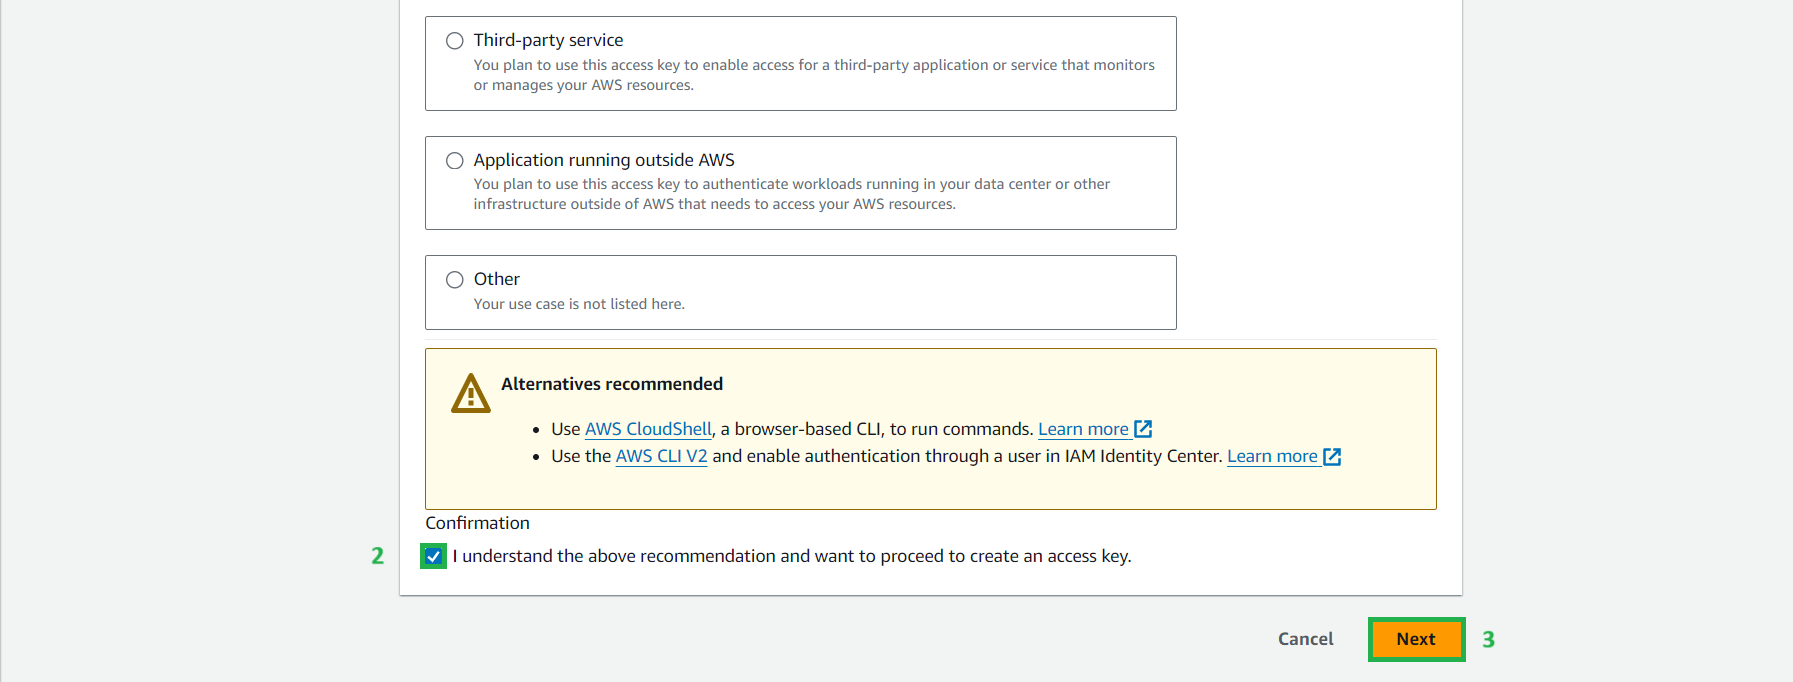 Third-party service
You plan to use this access key to enable access for a third-party application or service that monitors
or manages your AWS resources.
Application running outside AWS
You plan to use this access key to authenticate workloads running in your data center or other
infrastructure outside of AWS that needs to access your AWS resources.
Other
Your use case is not listed here.
Alternatives recommended
• Use AWS CloudShell, a browser-based CLI, to run commands. Learn more
• Use the AWS CLI V2 and enable authentication through a user in IAM Identity Center. Learn more
Confirmation
2 I understand the above recommendation and want to proceed to create an access key.
Cancel Next 3